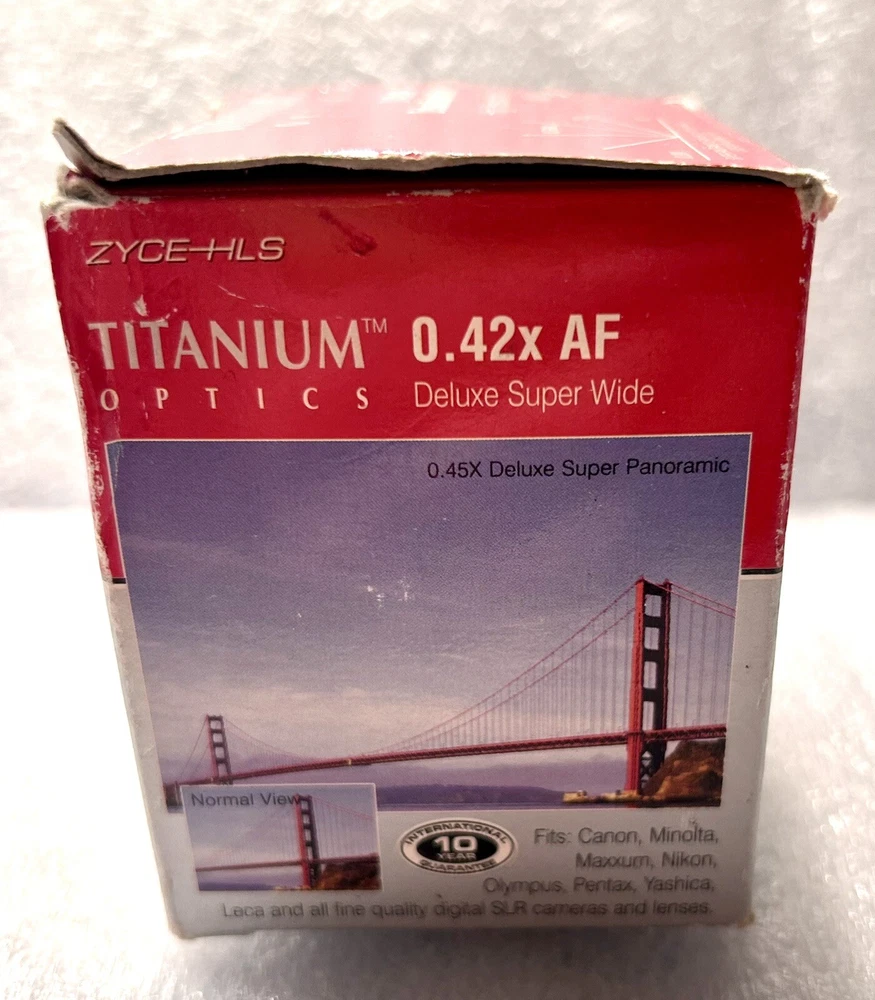 ZYCE-HLS
TITANIUM™ 0.42x AF
OPTICS Deluxe Super Wide
0.45X Deluxe Super Panoramic
Normal View
INTERNATIONAL
10
YEAR
GUARANTEE
Fits: Canon, Minolta,
Maxxum, Nikon,
Olympus, Pentax, Yashica,
Leca and all fine quality digital SLR cameras and lenses.